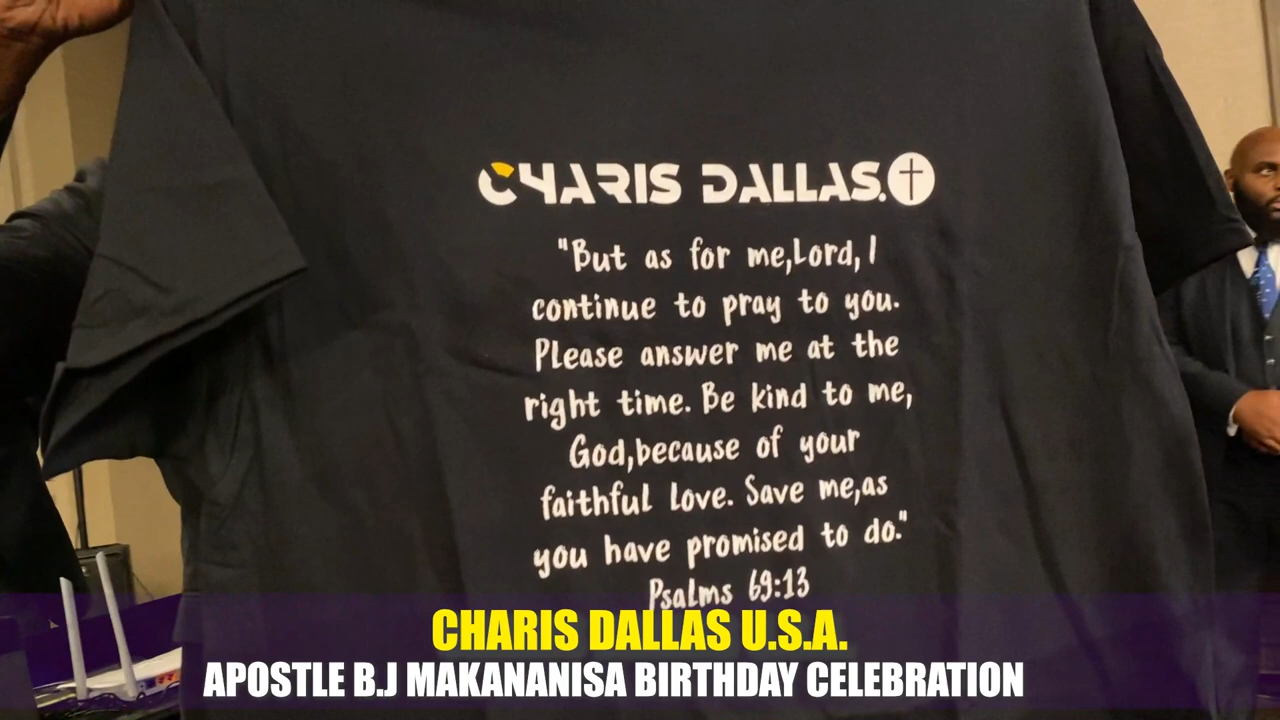 CHARIS DALLAS.
"But as for me,Lord, I
continue to pray to you.
Please answer me at the
right time. Be kind to me,
God,because of your
faithful love. Save me,as
you have promised to do."
Psalms 69:13
CHARIS DALLAS U.S.A.
APOSTLE B.J MAKANANISA BIRTHDAY CELEBRATION